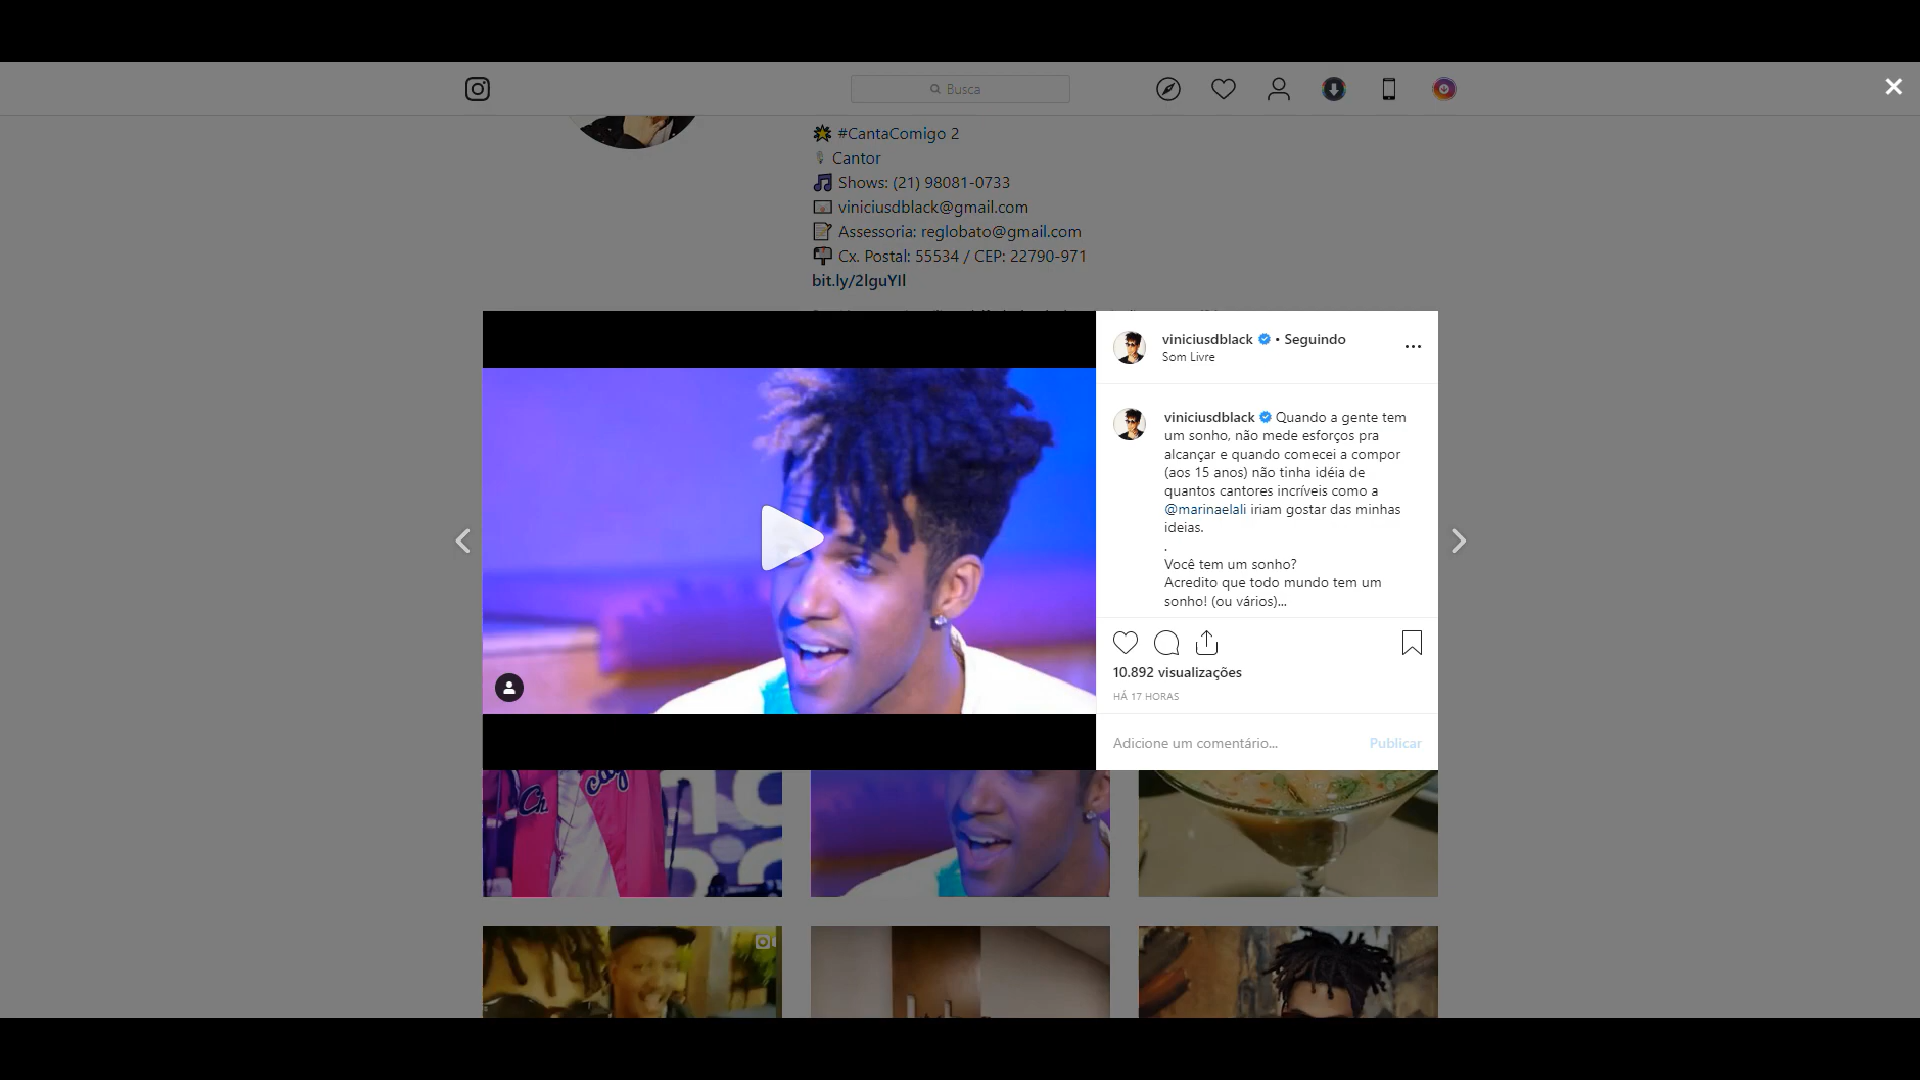 Busca
#CantaComigo 2
Cantor
Shows: (21) 98081-0733
viniciusdblack@gmail.com
Assessoria: reglobato@gmail.com
Cx. Postal: 55534 / CEP: 22790-971
bit.ly/2lguYIl
viniciusdblack • Seguindo
Som Livre
viniciusdblack Quando a gente tem
um sonho, não mede esforços pra
alcançar e quando comecei a compor
(aos 15 anos) não tinha idéia de
quantos cantores incríveis como a
@marinaelali iriam gostar das minhas
ideias.
.
Você tem um sonho?
Acredito que todo mundo tem um
sonho! (ou vários)...
10.892 visualizações
HÁ 17 HORAS
Adicione um comentário...
Publicar